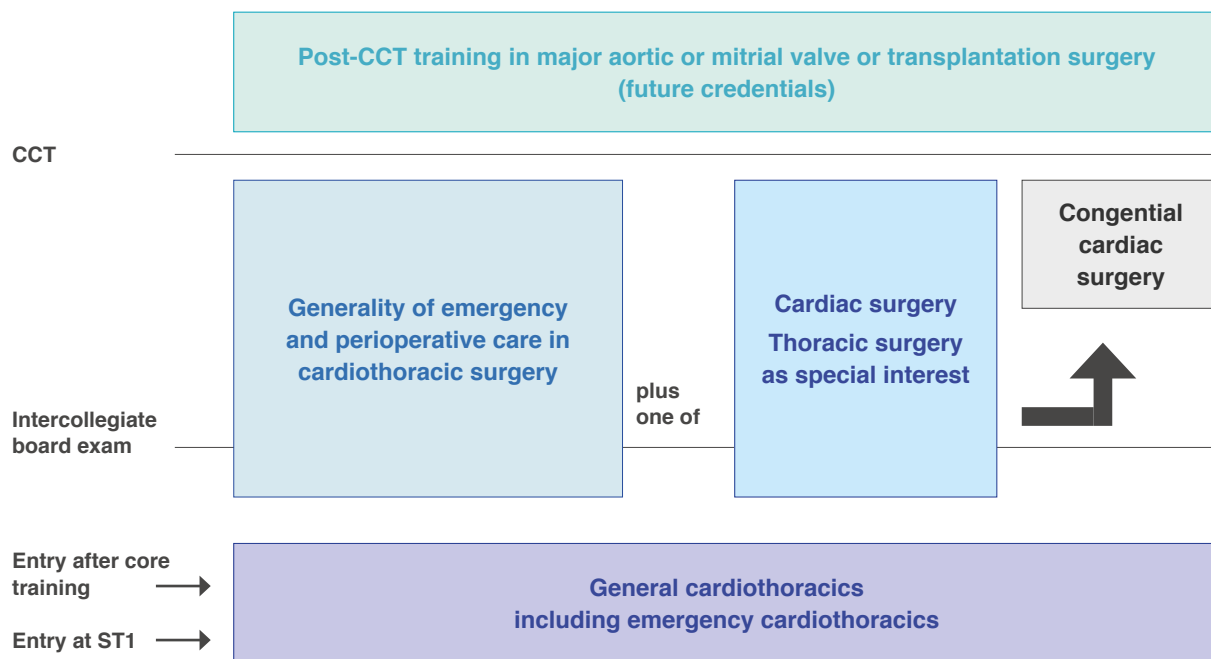 Post-CCT training in major aortic or mitrial valve or transplantation surgery
(future credentials)
CCT
Generality of emergency
and perioperative care in
cardiothoracic surgery
plus
one of
Cardiac surgery
Thoracic surgery
as special interest
Congential
cardiac
surgery
Intercollegiate
board exam
Entry after core
training
Entry at ST1
General cardiothoracics
including emergency cardiothoracics